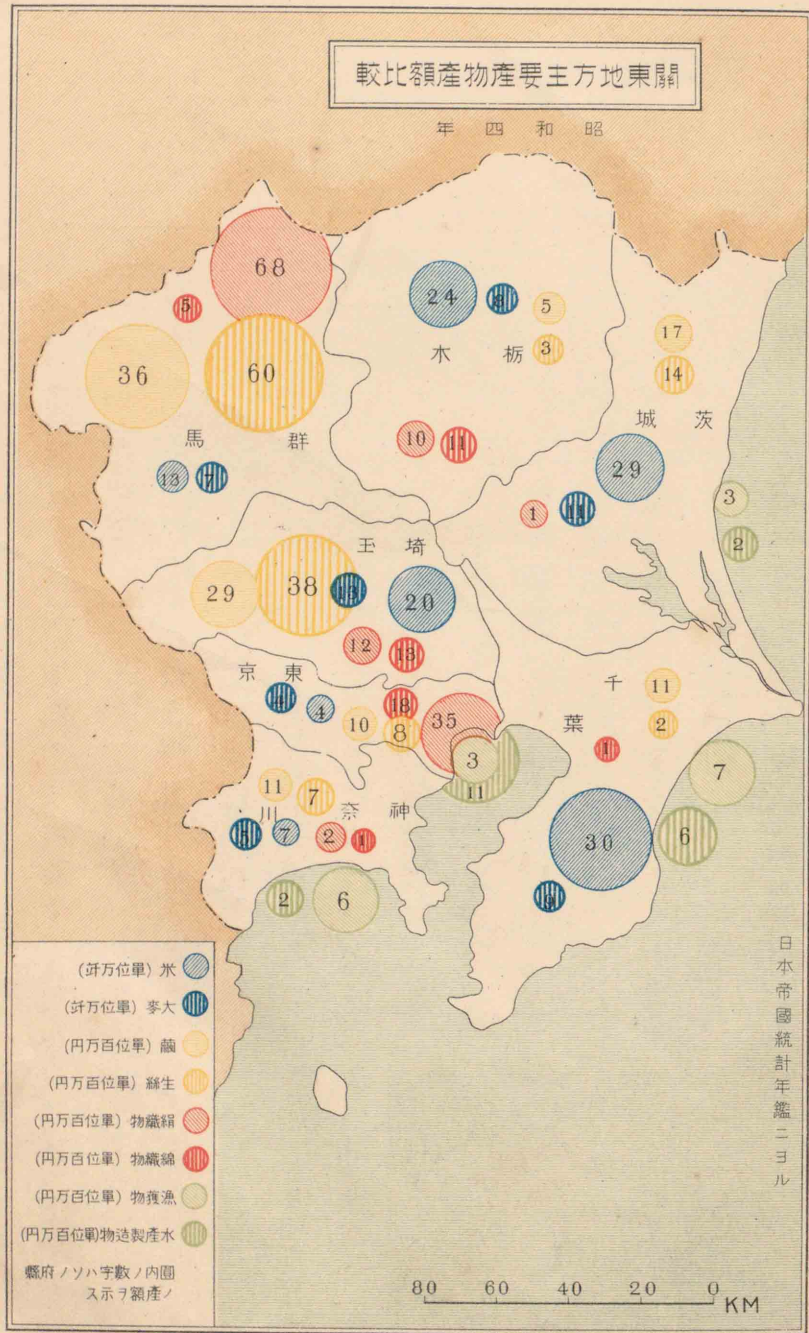 關東地方主要產物產額比較
昭和四年
68
5
36
60
群馬
13
7
24
8
5
3
栃木
10
11
17
14
茨城
29
1
11
3
2
埼玉
29
38
13
20
12
13
東京
4
4
10
18
8
35
3
11
千葉
11
2
1
7
30
6
9
神奈川
11
7
5
7
2
1
2
6
米 (單位万竏)
大麥 (單位万竏)
繭 (單位百万円)
生絲 (單位百万円)
絹織物 (單位百万円)
綿織物 (單位百万円)
漁獲物 (單位百万円)
水產製造物(單位百万円)
圓内ノ數字ハソノ府縣
ノ產額ヲ示ス
日本帝國統計年鑑ニヨル
80 60 40 20 0
KM